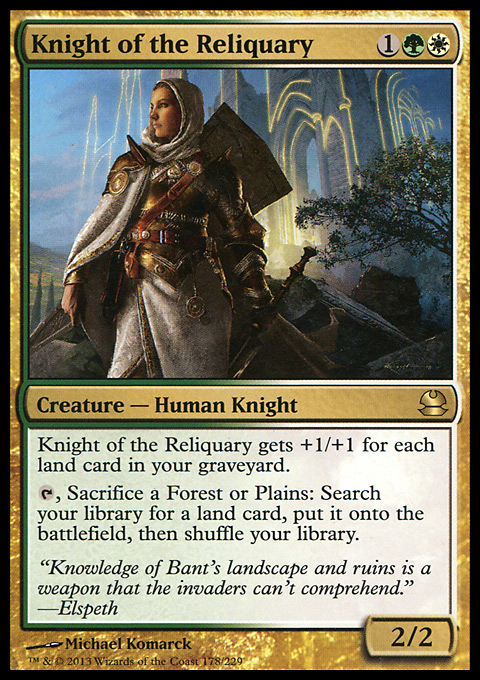 Knight of the Reliquary 1
Creature — Human Knight
Knight of the Reliquary gets +1/+1 for each
land card in your graveyard.
, Sacrifice a Forest or Plains: Search
your library for a land card, put it onto the
battlefield, then shuffle your library.
“Knowledge of Bant’s landscape and ruins is a
weapon that the invaders can’t comprehend.”
—Elspeth
2/2
Michael Komarck
™ & © 2013 Wizards of the Coast 178/229